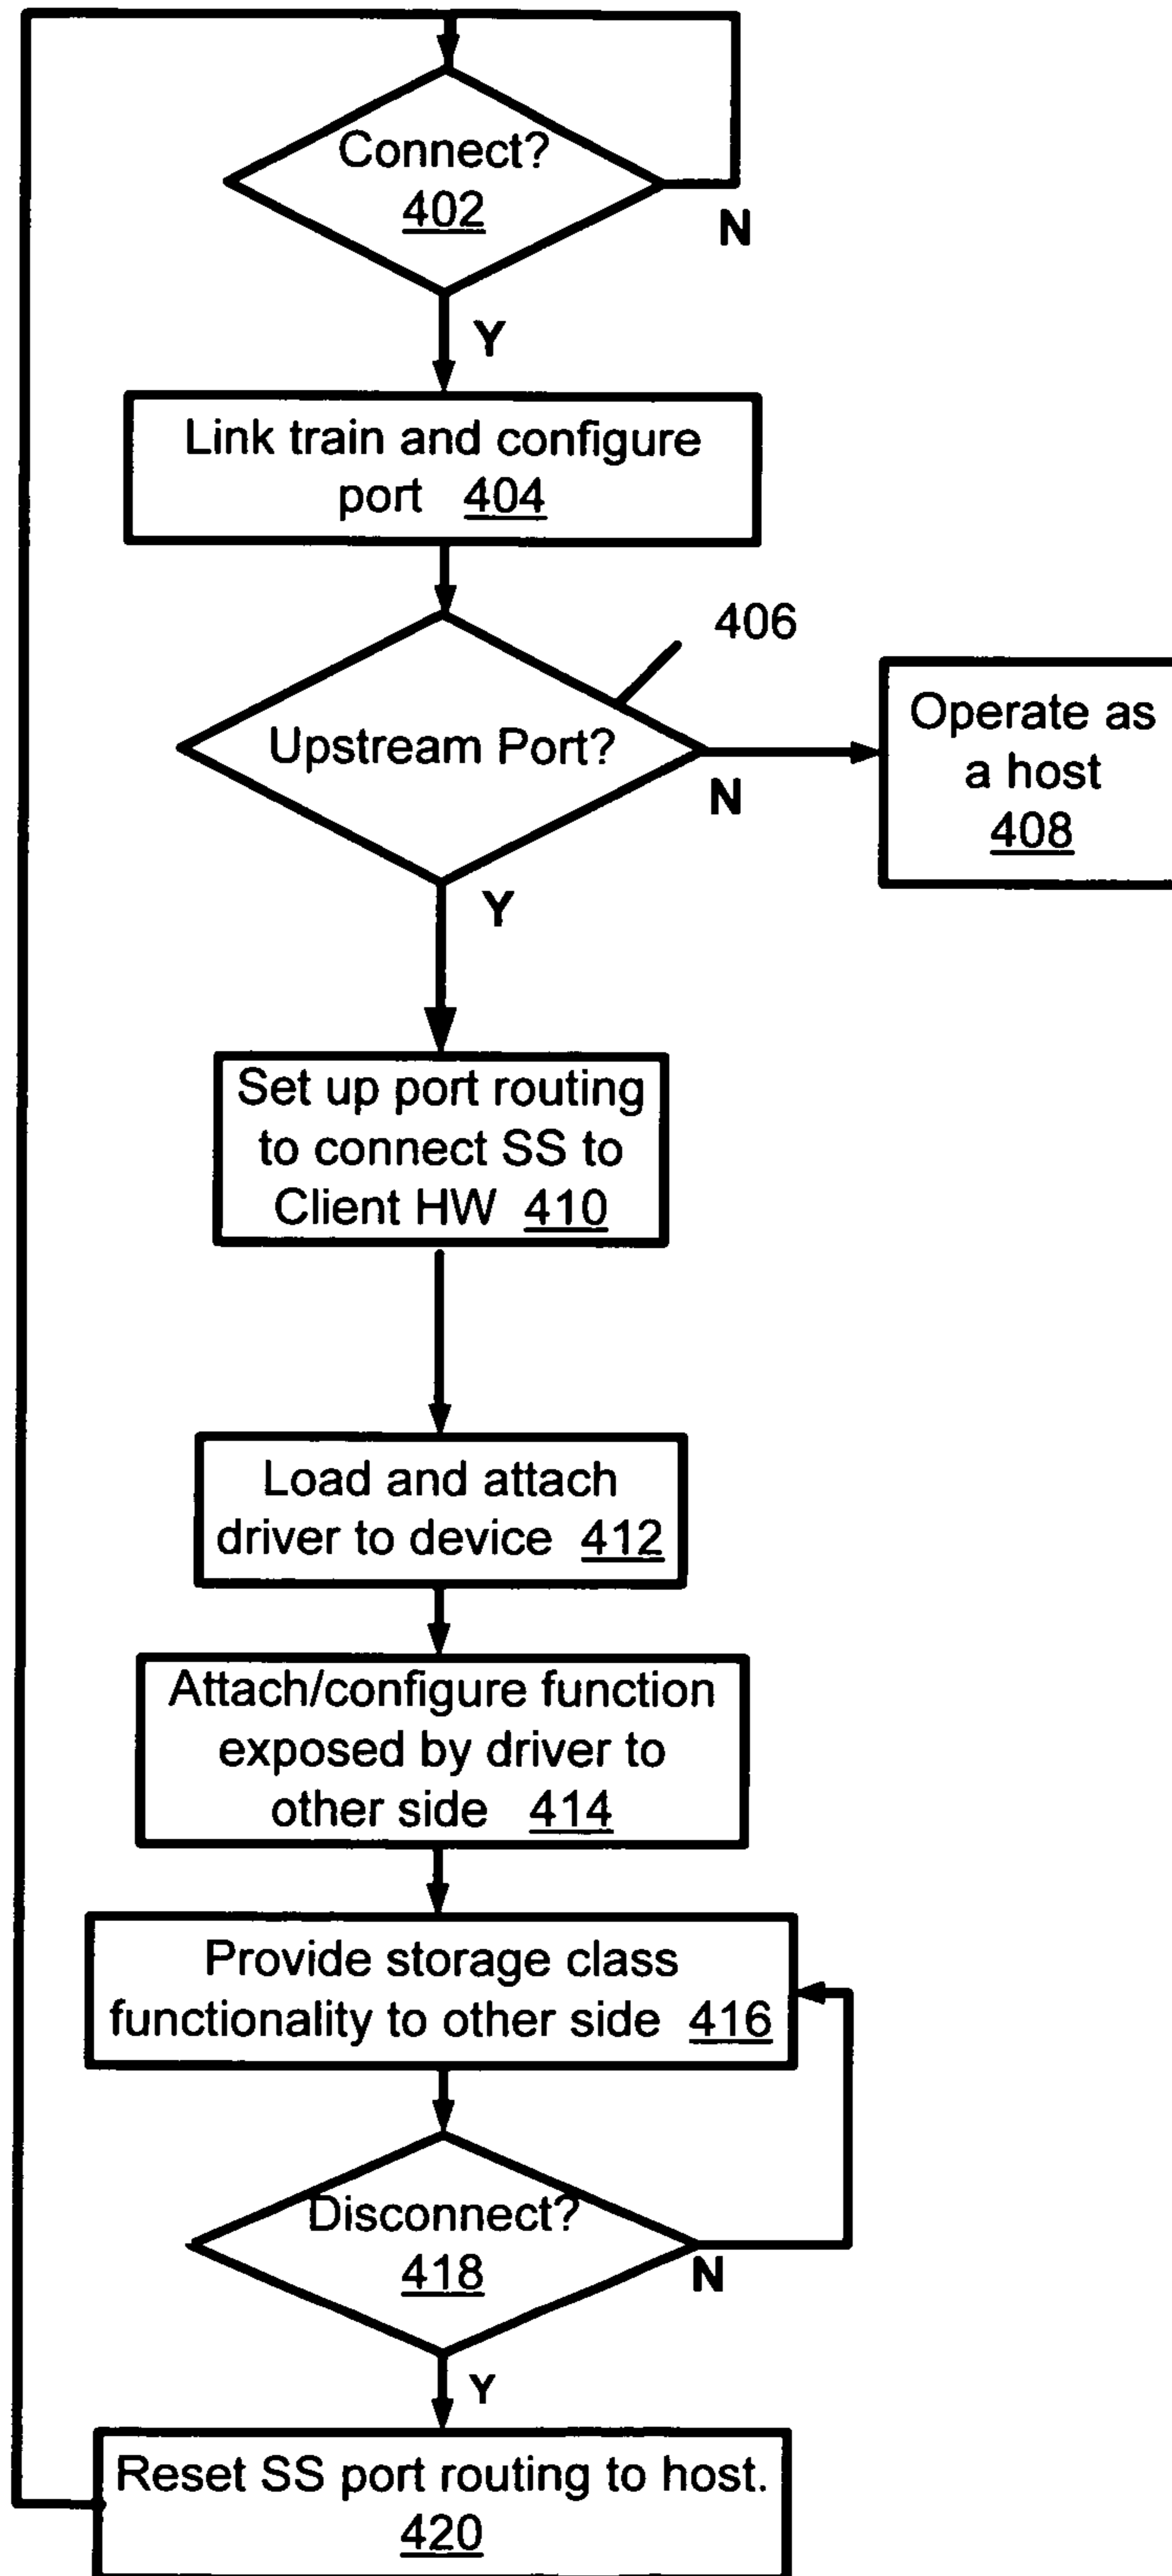 Connect?
402
N
Y
Link train and configure
port 404
406
Upstream Port?
N
Operate as
a host
408
Y
Set up port routing
to connect SS to
Client HW 410
Load and attach
driver to device 412
Attach/configure function
exposed by driver to
other side 414
Provide storage class
functionality to other side 416
Disconnect?
418
N
Y
Reset SS port routing to host.
420